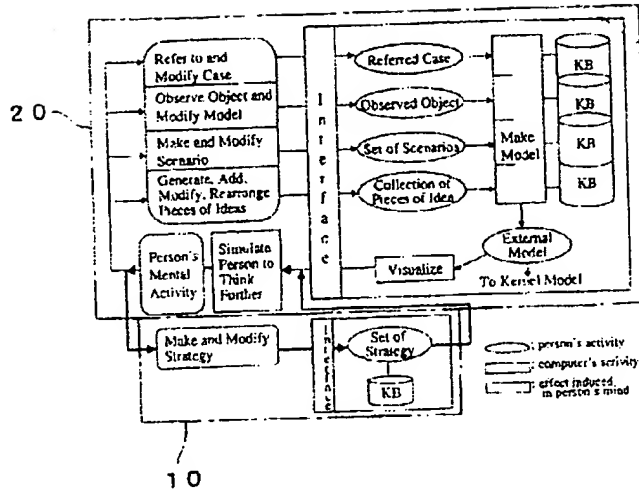 20
Refer to and
Modify Case
Observe Object and
Modify Model
Make and Modify
Scenario
Generate, Add,
Modify, Rearrange
Pieces of Ideas
Interface
Referred Case
Observed Object
Set of Scenarios
Collection of
Pieces of Idea
Make
Model
KB
KB
KB
KB
External
Model
To Kernel Model
Visualize
Person's
Mental
Activity
Simulate
Person to
Think
Further
Make and Modify
Strategy
Interface
Set of
Strategy
KB
: person's activity
: computer's activity
: effect induced
in person's mind
10